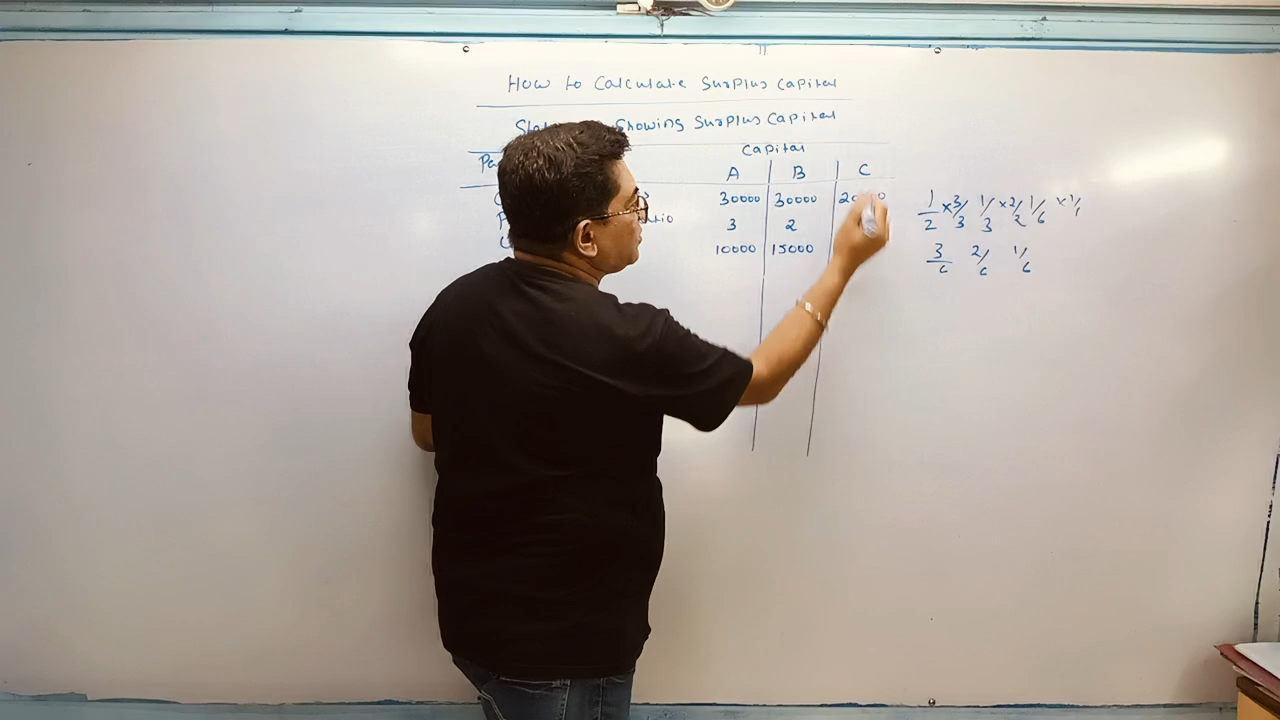 How to Calculate Surplus Capital
Showing Surplus Capital
Capital
A B C
30000 30000
3 2
10000 15000
1/2 ×3/3 1/3 ×2/2 1/6 ×1/1
3/6 2/6 1/6